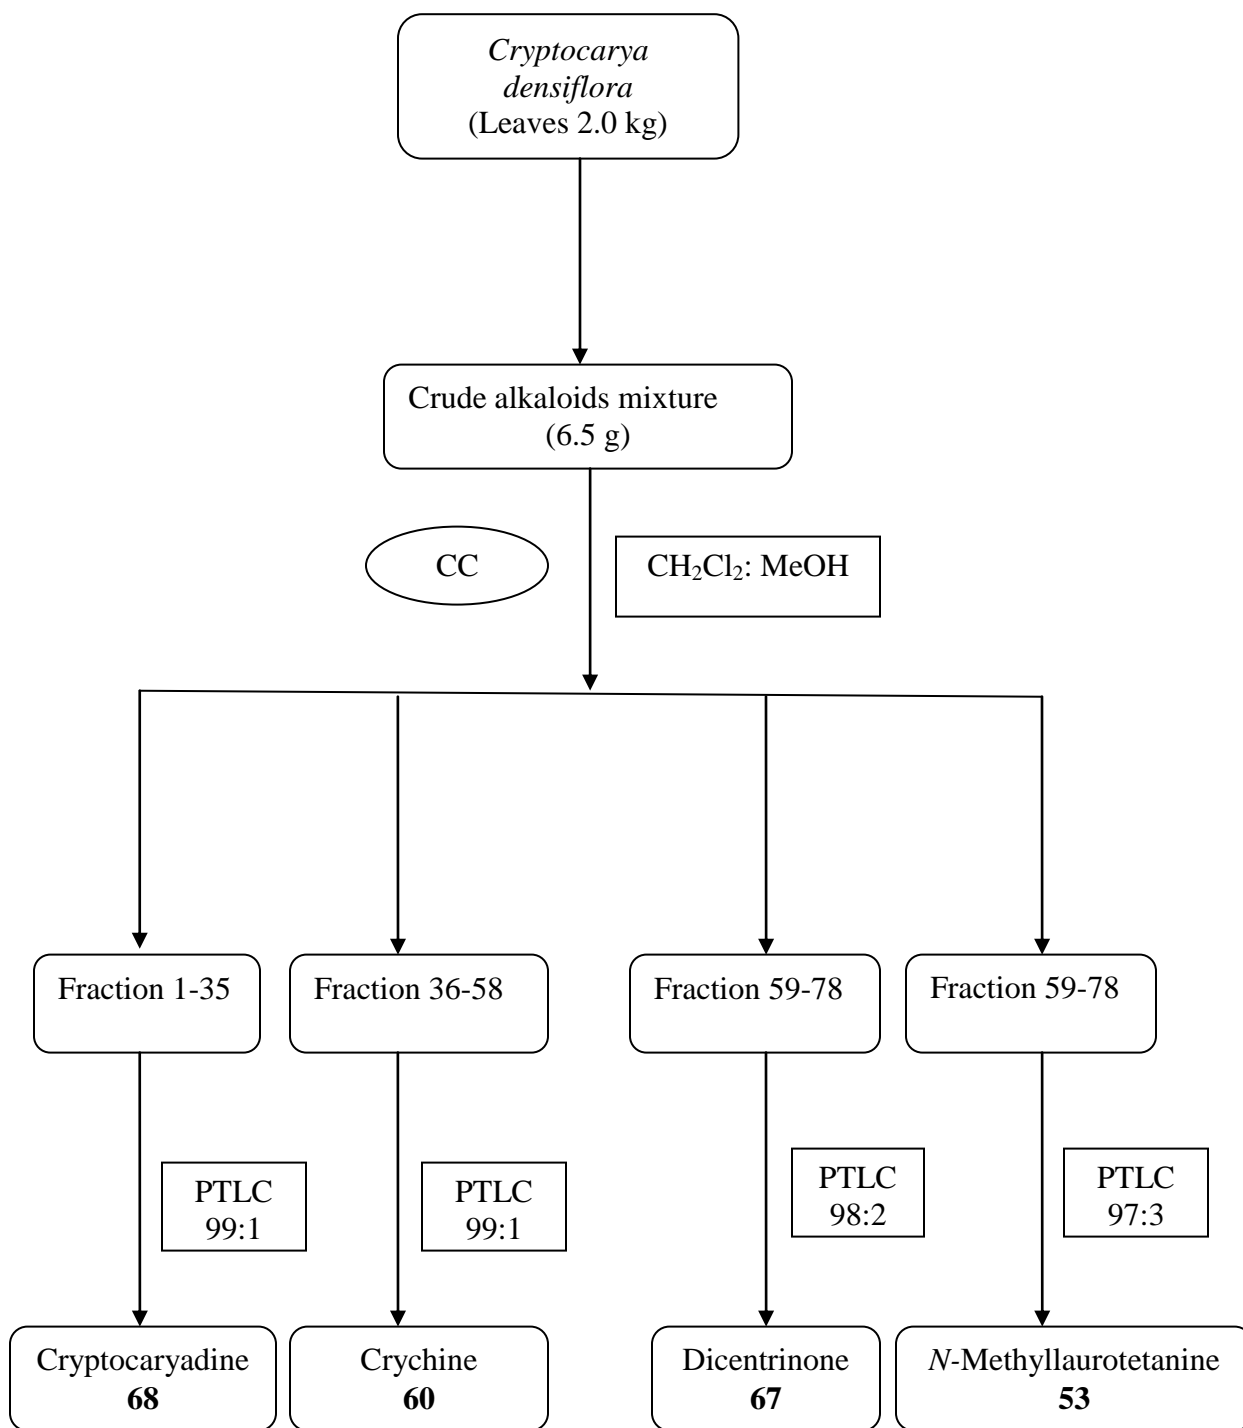 Cryptocarya
densiflora
(Leaves 2.0 kg)
Crude alkaloids mixture
(6.5 g)
CC
CH₂Cl₂: MeOH
Fraction 1-35
Fraction 36-58
Fraction 59-78
Fraction 59-78
PTLC
99:1
PTLC
99:1
PTLC
98:2
PTLC
97:3
Cryptocaryadine
68
Crychine
60
Dicentrinone
67
N-Methyllaurotetanine
53